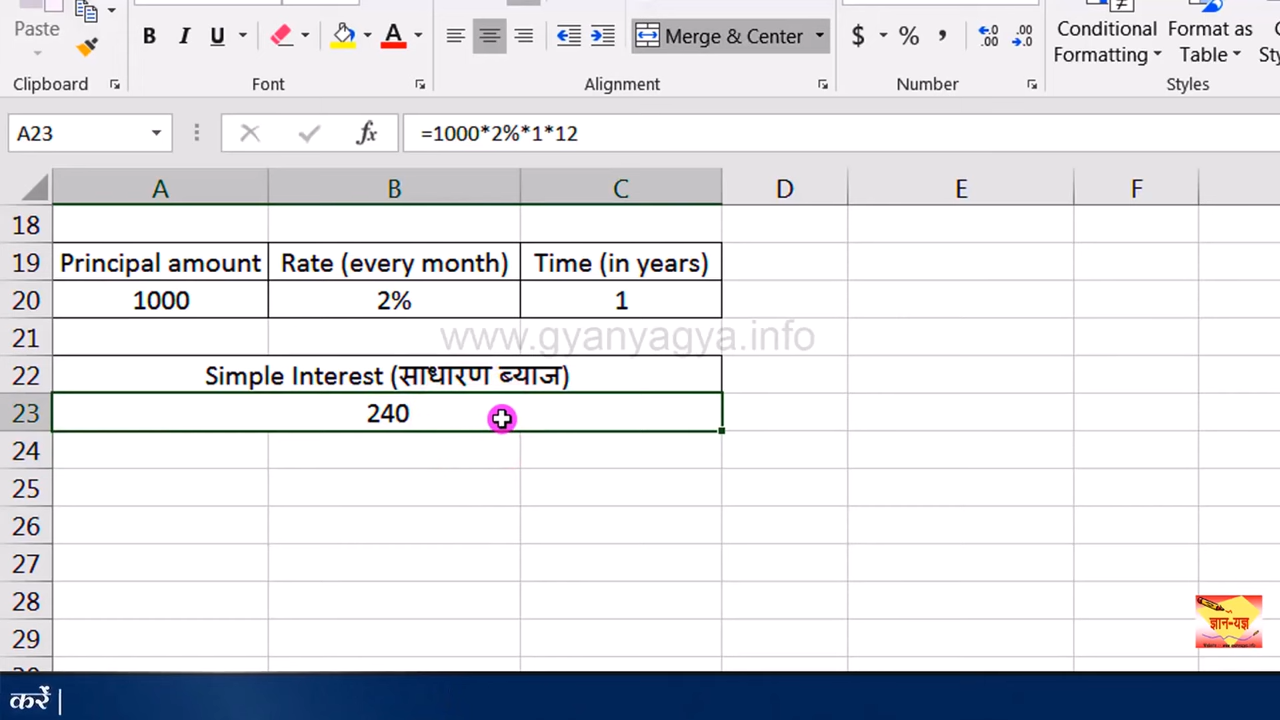 Paste
B I U A
Merge & Center
$ % ,
.00
Conditional
Formatting
Format as
Table
Clipboard Font Alignment Number Styles
A23 fx =1000*2%*1*12
A B C D E F
18
19 Principal amount Rate (every month) Time (in years)
20 1000 2% 1
21
www.gyanyagya.info
22 Simple Interest (साधारण ब्याज)
23 240
24
25
26
27
28
29
ज्ञान-यज्ञ
करें |